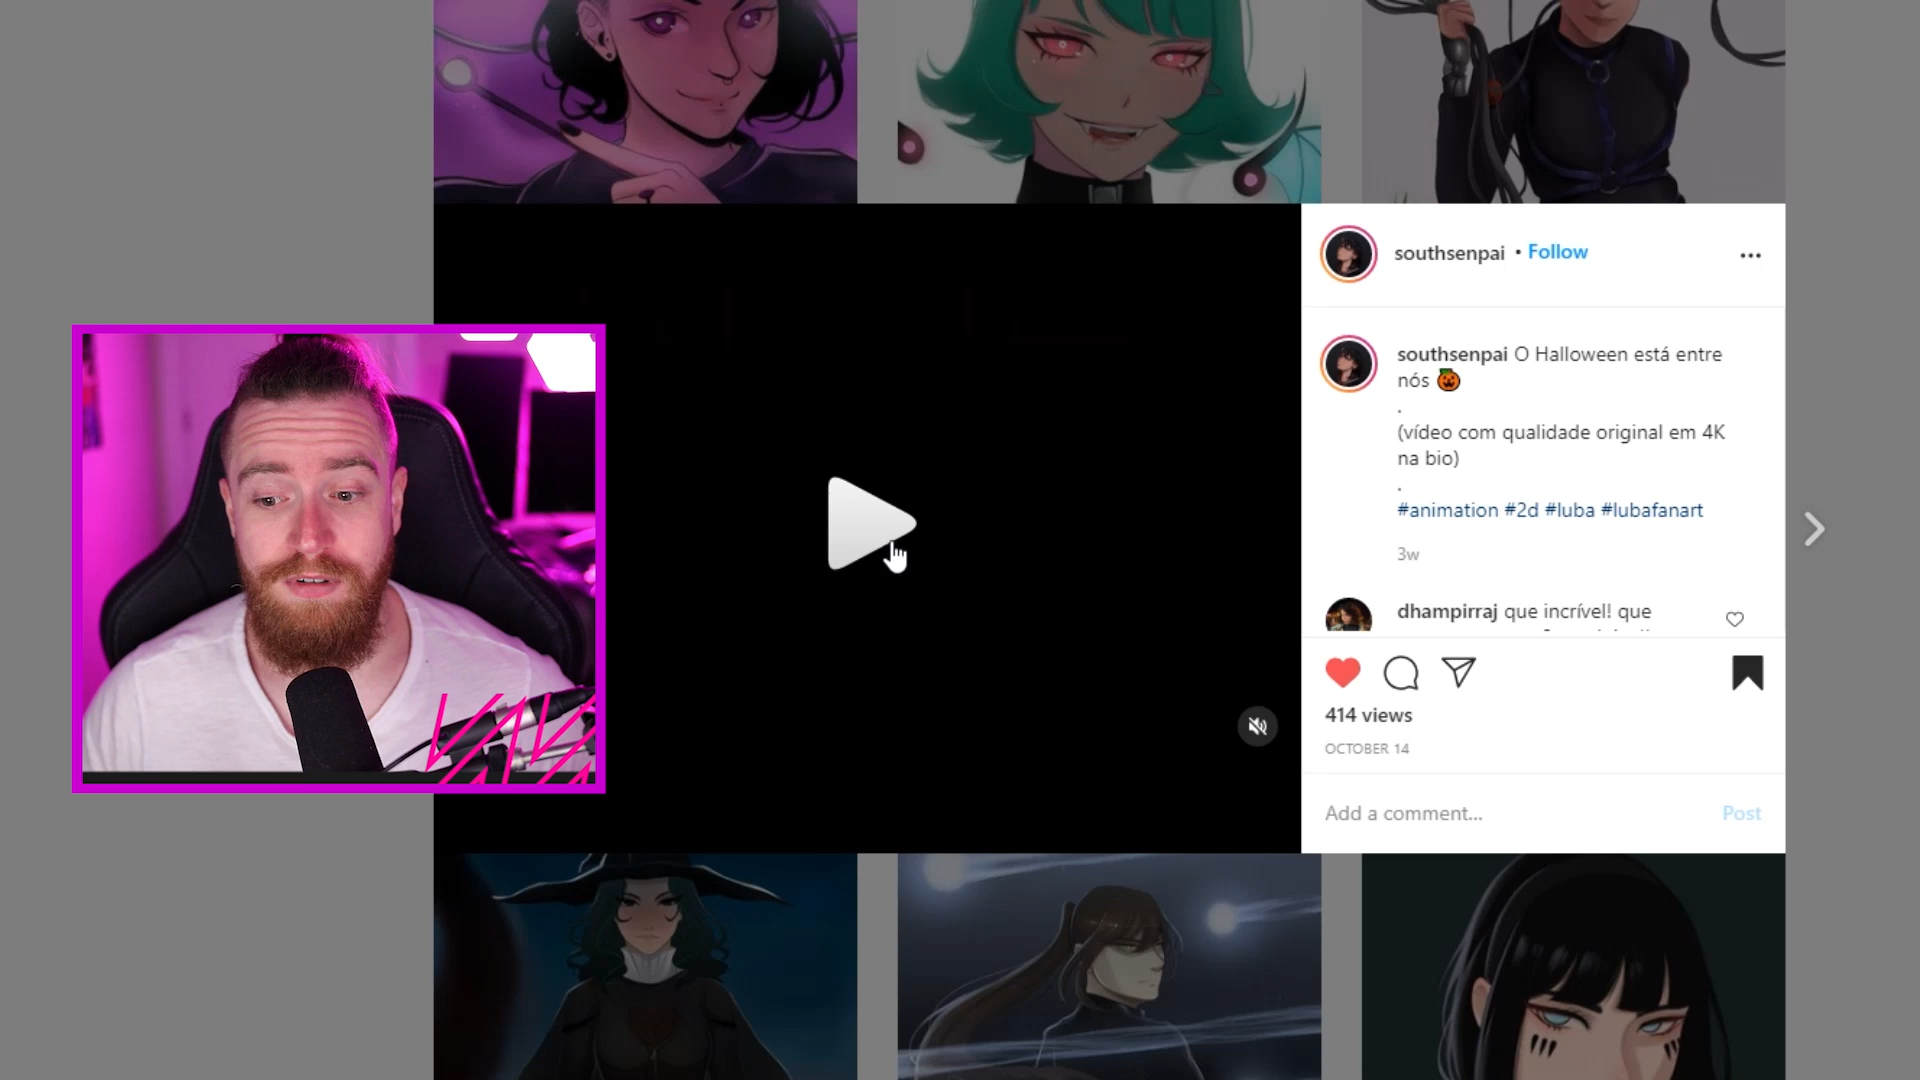 southsenpai • Follow
southsenpai O Halloween está entre
nós 🎃
.
(vídeo com qualidade original em 4K
na bio)
.
#animation #2d #luba #lubafanart
3w
dhampirraj que incrível! que
414 views
OCTOBER 14
Add a comment...
Post